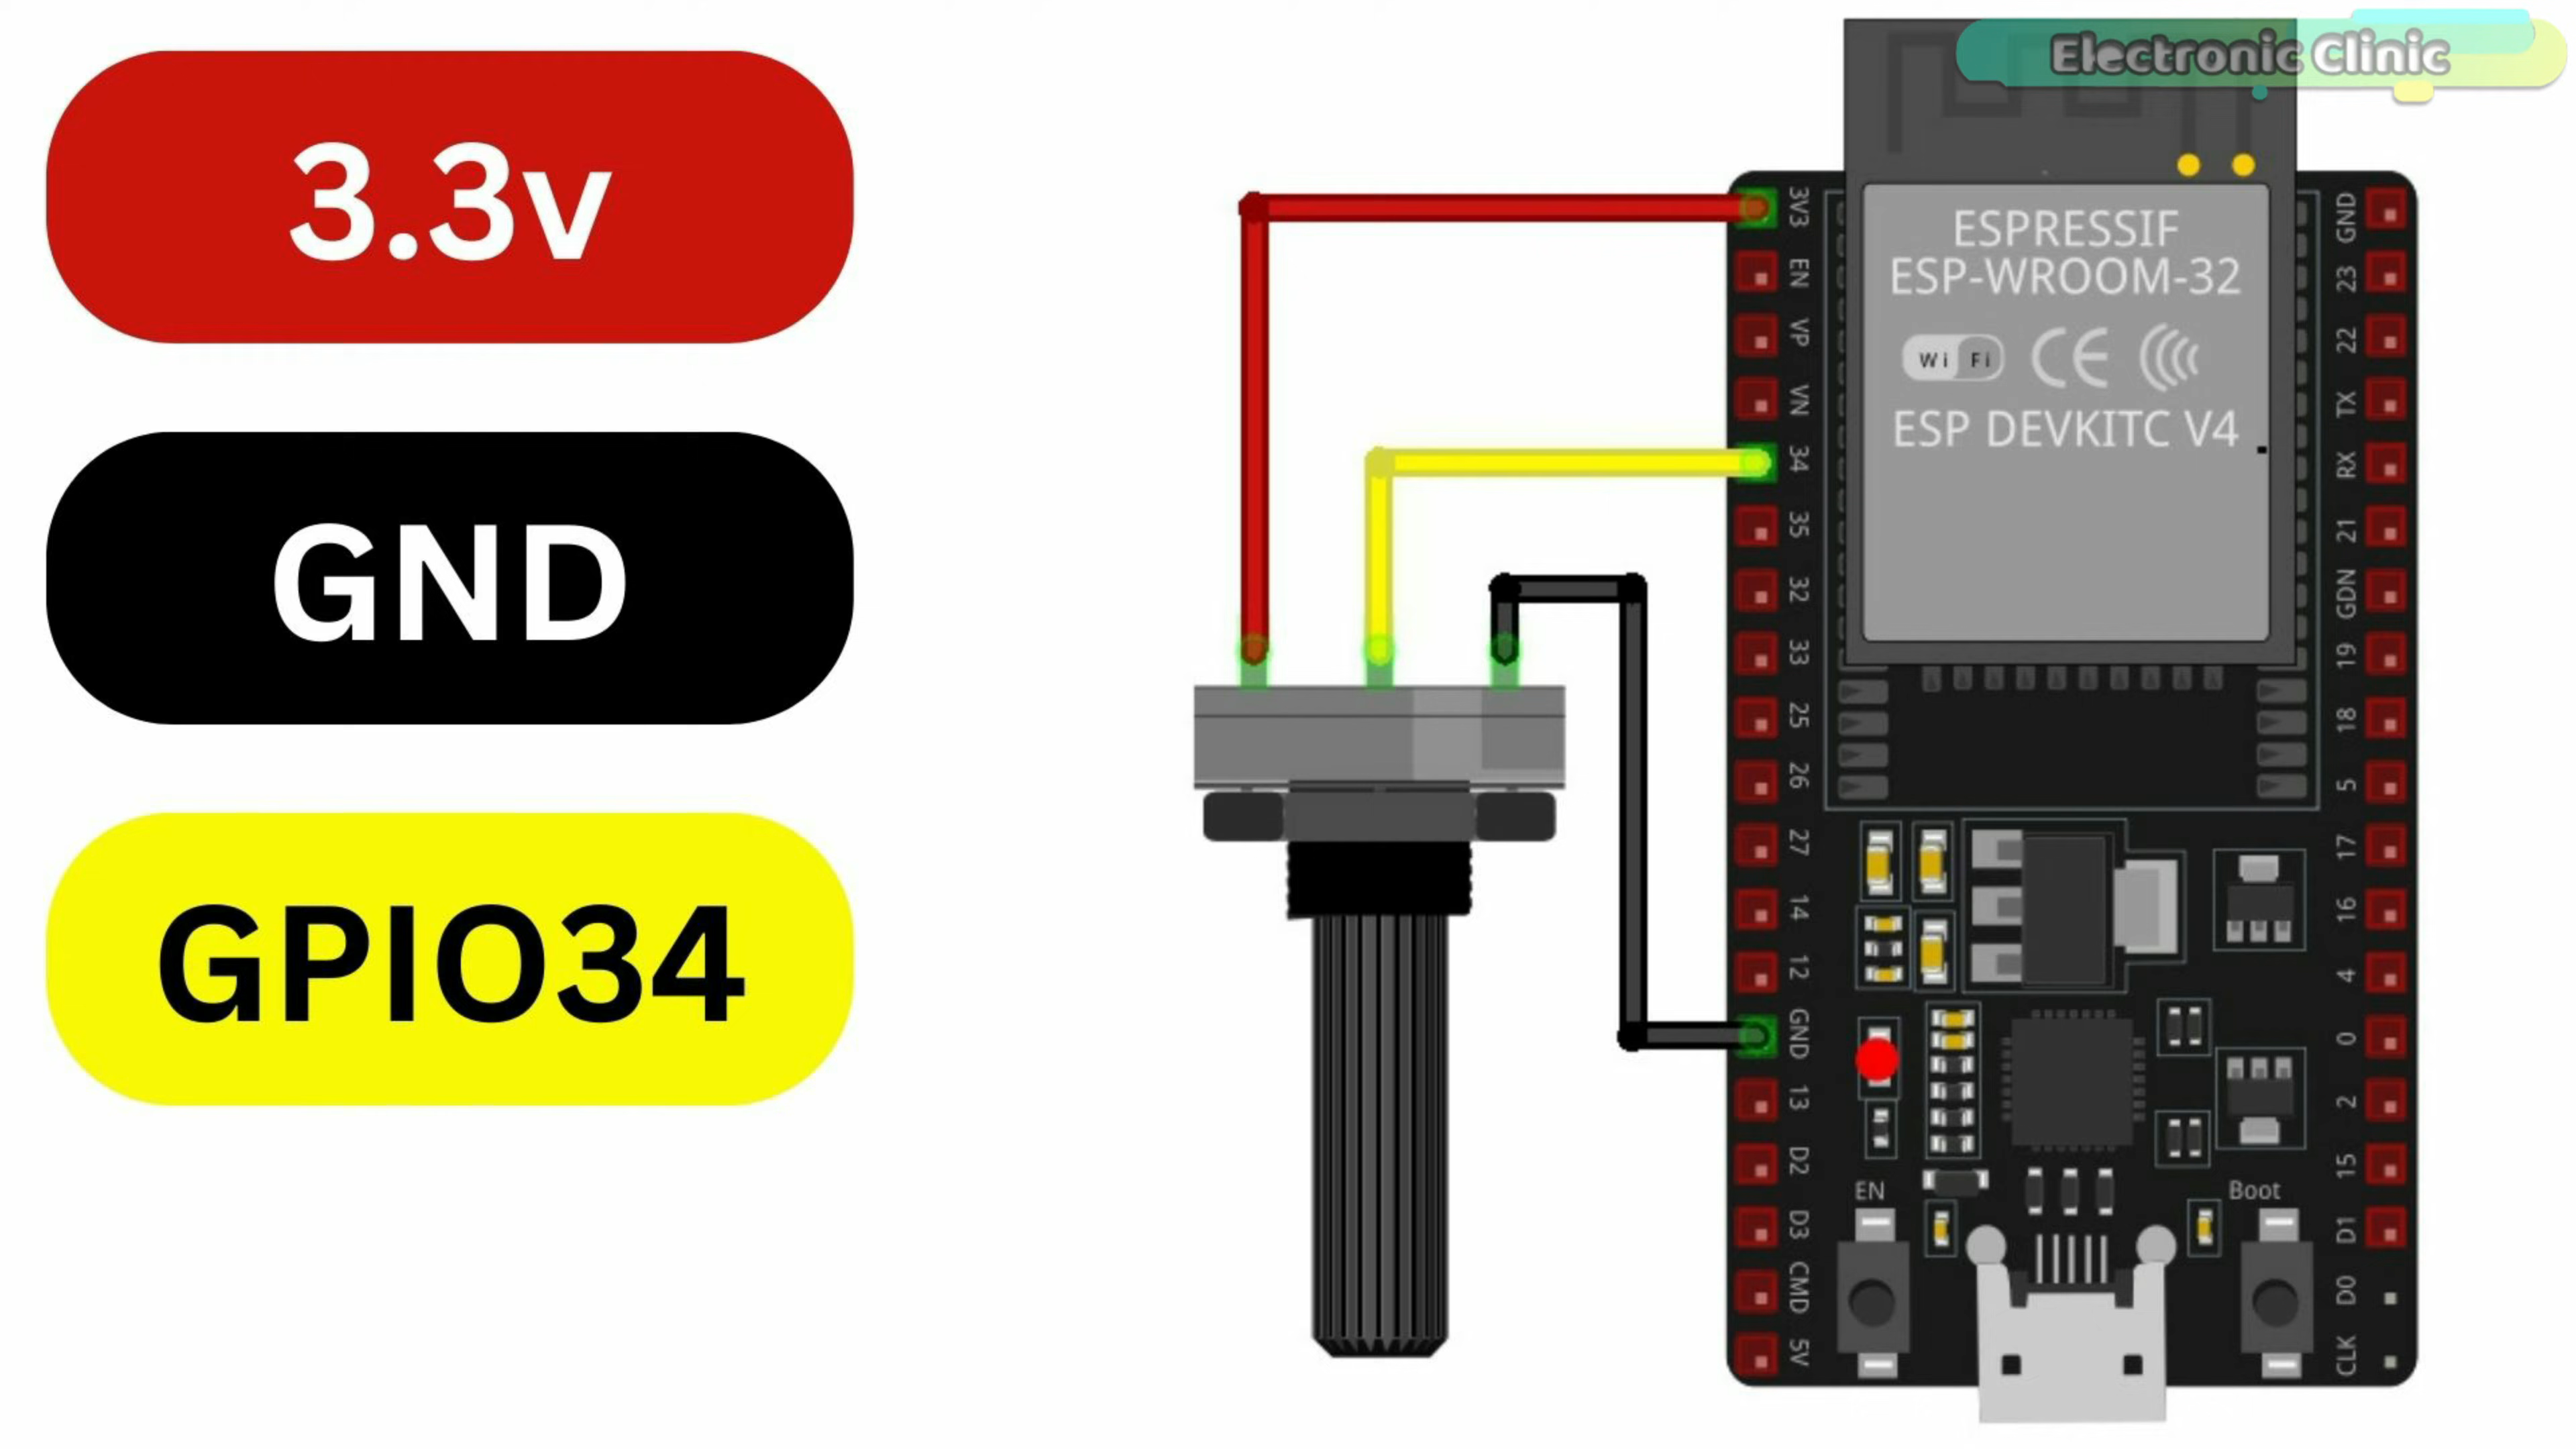 Electronic Clinic
3.3v
GND
GPIO34
ESPRESSIF
ESP-WROOM-32
Wi Fi CE
ESP DEVKITC V4
3V3
EN
VP
VN
34
35
32
33
25
26
27
14
12
GND
13
D2
D3
CMD
5V
GND
23
22
TX
RX
21
GDN
19
18
5
17
16
4
0
2
15
D1
D0
CLK
EN
Boot